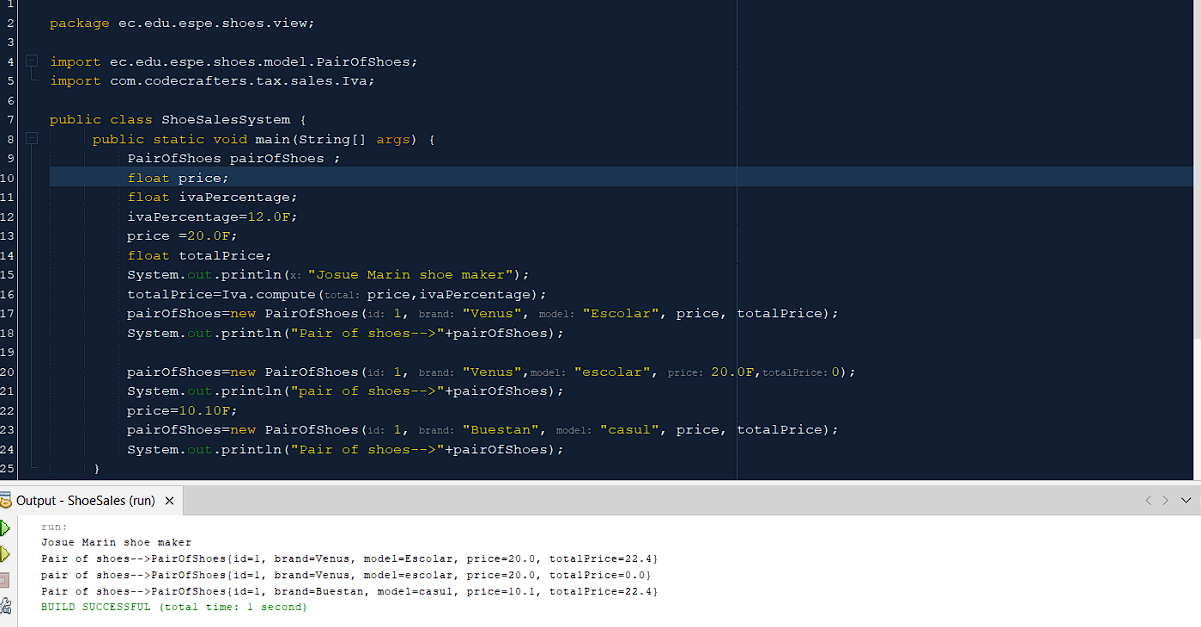 1
2 package ec.edu.espe.shoes.view;
3
4 import ec.edu.espe.shoes.model.PairOfShoes;
5 import com.codecrafters.tax.sales.Iva;
6
7 public class ShoeSalesSystem {
8 public static void main(String[] args) {
9 PairOfShoes pairOfShoes ;
10 float price;
11 float ivaPercentage;
12 ivaPercentage=12.0F;
13 price =20.0F;
14 float totalPrice;
15 System.out.println(x: "Josue Marin shoe maker");
16 totalPrice=Iva.compute(total: price,ivaPercentage);
17 pairOfShoes=new PairOfShoes(id: 1, brand: "Venus", model: "Escolar", price, totalPrice);
18 System.out.println("Pair of shoes-->"+pairOfShoes);
19
20 pairOfShoes=new PairOfShoes(id: 1, brand: "Venus",model: "escolar", price: 20.0F,totalPrice: 0);
21 System.out.println("pair of shoes-->"+pairOfShoes);
22 price=10.10F;
23 pairOfShoes=new PairOfShoes(id: 1, brand: "Buestan", model: "casul", price, totalPrice);
24 System.out.println("Pair of shoes-->"+pairOfShoes);
25 }
Output - ShoeSales (run) ×
run:
Josue Marin shoe maker
Pair of shoes-->PairOfShoes{id=1, brand=Venus, model=Escolar, price=20.0, totalPrice=22.4}
pair of shoes-->PairOfShoes{id=1, brand=Venus, model=escolar, price=20.0, totalPrice=0.0}
Pair of shoes-->PairOfShoes{id=1, brand=Buestan, model=casul, price=10.1, totalPrice=22.4}
BUILD SUCCESSFUL (total time: 1 second)